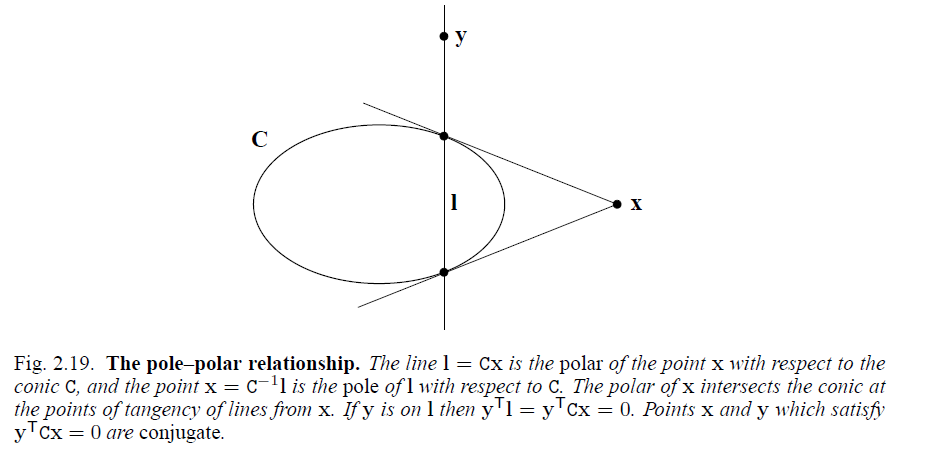 y
C
l
x
Fig. 2.19. The pole–polar relationship. The line l = Cx is the polar of the point x with respect to the
conic C, and the point x = C⁻¹l is the pole of l with respect to C. The polar of x intersects the conic at
the points of tangency of lines from x. If y is on l then yᵀl = yᵀCx = 0. Points x and y which satisfy
yᵀCx = 0 are conjugate.